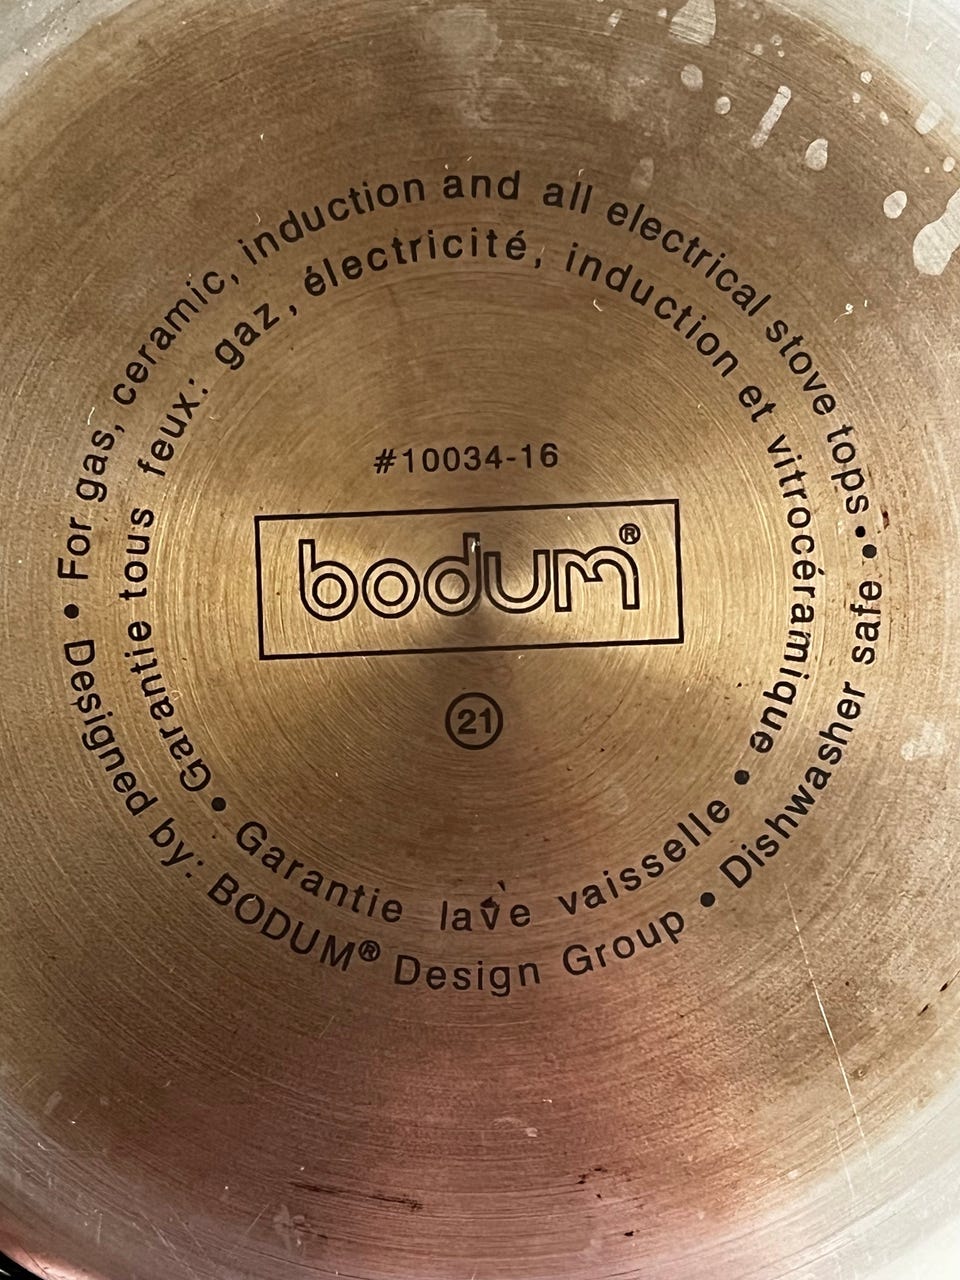 • For gas, ceramic, induction and all electrical stove tops •
• Dishwasher safe •
Designed by: BODUM® Design Group
Garantie tous feux: gaz, électricité, induction et vitrocéramique •
Garantie lave vaisselle •
#10034-16
bodum®
21